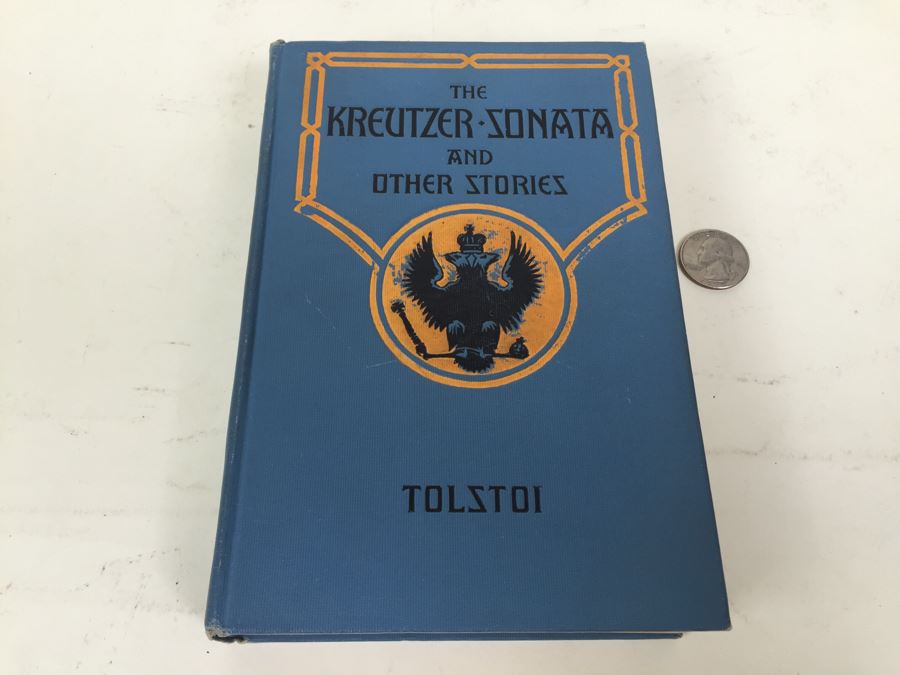 THE
KREUTZER · SONATA
AND
OTHER STORIES
TOLSTOI